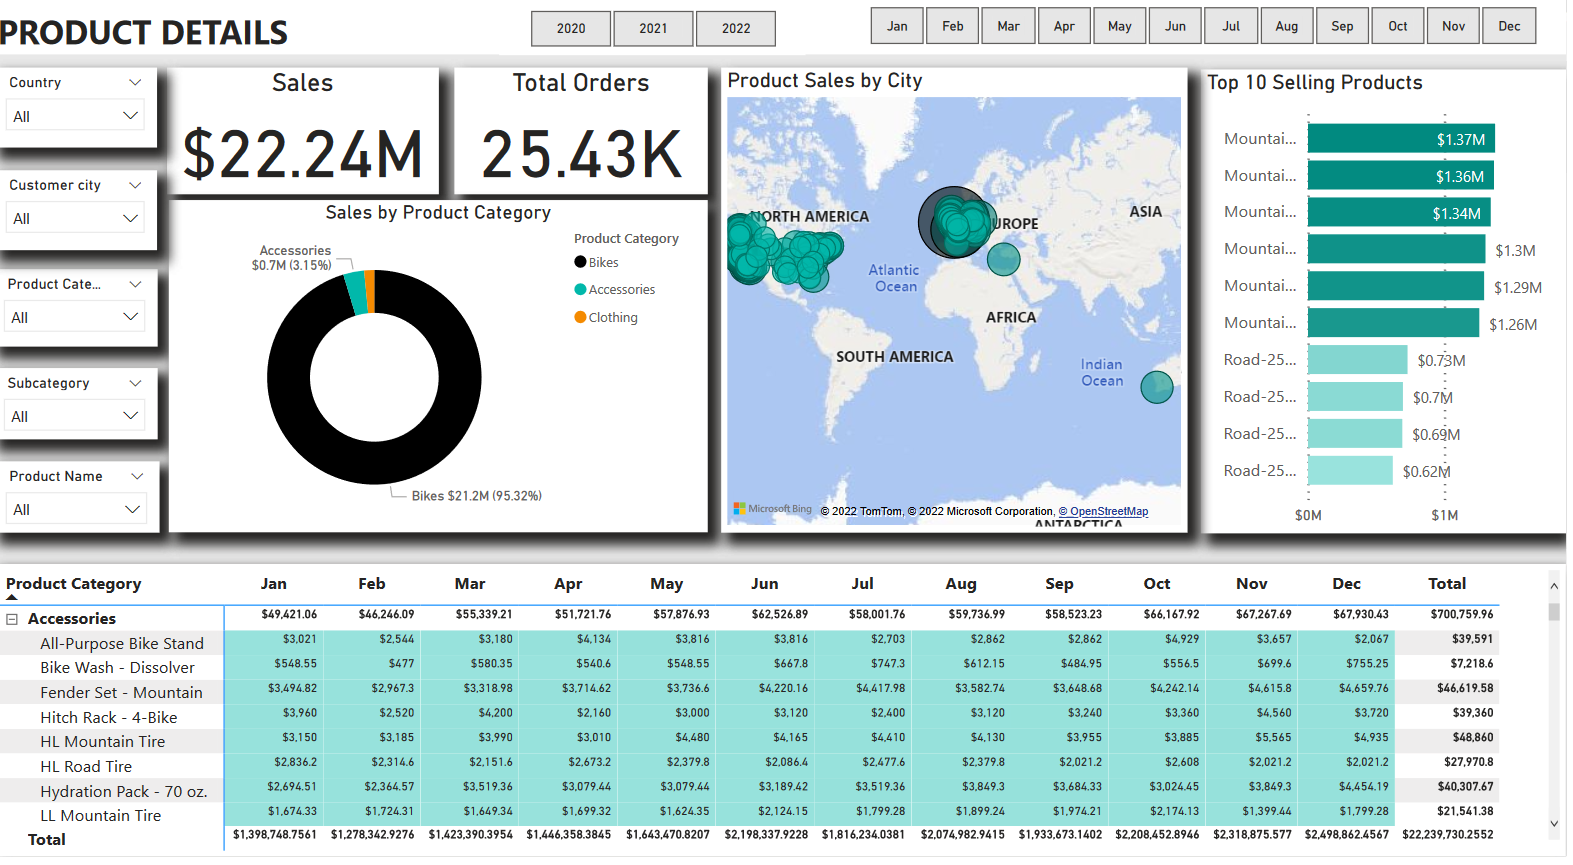 PRODUCT DETAILS
2020 2021 2022
Jan Feb Mar Apr May Jun Jul Aug Sep Oct Nov Dec
Country
All
Customer city
All
Product Cate...
All
Subcategory
All
Product Name
All
Sales
$22.24M
Total Orders
25.43K
Sales by Product Category
Accessories
$0.7M (3.15%)
Bikes $21.2M (95.32%)
Product Category
Bikes
Accessories
Clothing
Product Sales by City
NORTH AMERICA
UROPE
ASIA
Atlantic
Ocean
AFRICA
SOUTH AMERICA
Indian
Ocean
ANTARCTICA
Microsoft Bing
© 2022 TomTom, © 2022 Microsoft Corporation, © OpenStreetMap
Top 10 Selling Products
Mountai... $1.37M
Mountai... $1.36M
Mountai... $1.34M
Mountai... $1.3M
Mountai... $1.29M
Mountai... $1.26M
Road-25... $0.73M
Road-25... $0.7M
Road-25... $0.69M
Road-25... $0.62M
$0M $1M
Product Category Jan Feb Mar Apr May Jun Jul Aug Sep Oct Nov Dec Total
Accessories $49,421.06 $46,246.09 $55,339.21 $51,721.76 $57,876.93 $62,526.89 $58,001.76 $59,736.99 $58,523.23 $66,167.92 $67,267.69 $67,930.43 $700,759.96
All-Purpose Bike Stand $3,021 $2,544 $3,180 $4,134 $3,816 $3,816 $2,703 $2,862 $2,862 $4,929 $3,657 $2,067 $39,591
Bike Wash - Dissolver $548.55 $477 $580.35 $540.6 $548.55 $667.8 $747.3 $612.15 $484.95 $556.5 $699.6 $755.25 $7,218.6
Fender Set - Mountain $3,494.82 $2,967.3 $3,318.98 $3,714.62 $3,736.6 $4,220.16 $4,417.98 $3,582.74 $3,648.68 $4,242.14 $4,615.8 $4,659.76 $46,619.58
Hitch Rack - 4-Bike $3,960 $2,520 $4,200 $2,160 $3,000 $3,120 $2,400 $3,120 $3,240 $3,360 $4,560 $3,720 $39,360
HL Mountain Tire $3,150 $3,185 $3,990 $3,010 $4,480 $4,165 $4,410 $4,130 $3,955 $3,885 $5,565 $4,935 $48,860
HL Road Tire $2,836.2 $2,314.6 $2,151.6 $2,673.2 $2,379.8 $2,086.4 $2,477.6 $2,379.8 $2,021.2 $2,608 $2,021.2 $2,021.2 $27,970.8
Hydration Pack - 70 oz. $2,694.51 $2,364.57 $3,519.36 $3,079.44 $3,079.44 $3,189.42 $3,519.36 $3,849.3 $3,684.33 $3,024.45 $3,849.3 $4,454.19 $40,307.67
LL Mountain Tire $1,674.33 $1,724.31 $1,649.34 $1,699.32 $1,624.35 $2,124.15 $1,799.28 $1,899.24 $1,974.21 $2,174.13 $1,399.44 $1,799.28 $21,541.38
Total $1,398,748.7561 $1,278,342.9276 $1,423,390.3954 $1,446,358.3845 $1,643,470.8207 $2,198,337.9228 $1,816,234.0381 $2,074,982.9415 $1,933,673.1402 $2,208,452.8946 $2,318,875.577 $2,498,862.4567 $22,239,730.2552